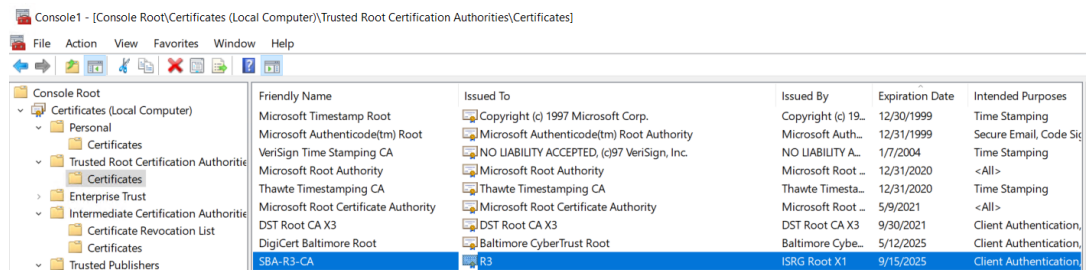 Console1 - [Console Root\Certificates (Local Computer)\Trusted Root Certification Authorities\Certificates]
File Action View Favorites Window Help
Console Root
Certificates (Local Computer)
Personal
Certificates
Trusted Root Certification Authoritie
Certificates
Enterprise Trust
Intermediate Certification Authoritie
Certificate Revocation List
Certificates
Trusted Publishers
Friendly Name Issued To Issued By Expiration Date Intended Purposes
Microsoft Timestamp Root Copyright (c) 1997 Microsoft Corp. Copyright (c) 19... 12/30/1999 Time Stamping
Microsoft Authenticode(tm) Root Microsoft Authenticode(tm) Root Authority Microsoft Auth... 12/31/1999 Secure Email, Code Sig
VeriSign Time Stamping CA NO LIABILITY ACCEPTED, (c)97 VeriSign, Inc. NO LIABILITY A... 1/7/2004 Time Stamping
Microsoft Root Authority Microsoft Root Authority Microsoft Root ... 12/31/2020 <All>
Thawte Timestamping CA Thawte Timestamping CA Thawte Timesta... 12/31/2020 Time Stamping
Microsoft Root Certificate Authority Microsoft Root Certificate Authority Microsoft Root ... 5/9/2021 <All>
DST Root CA X3 DST Root CA X3 DST Root CA X3 9/30/2021 Client Authentication,
DigiCert Baltimore Root Baltimore CyberTrust Root Baltimore Cybe... 5/12/2025 Client Authentication,
SBA-R3-CA R3 ISRG Root X1 9/15/2025 Client Authentication,